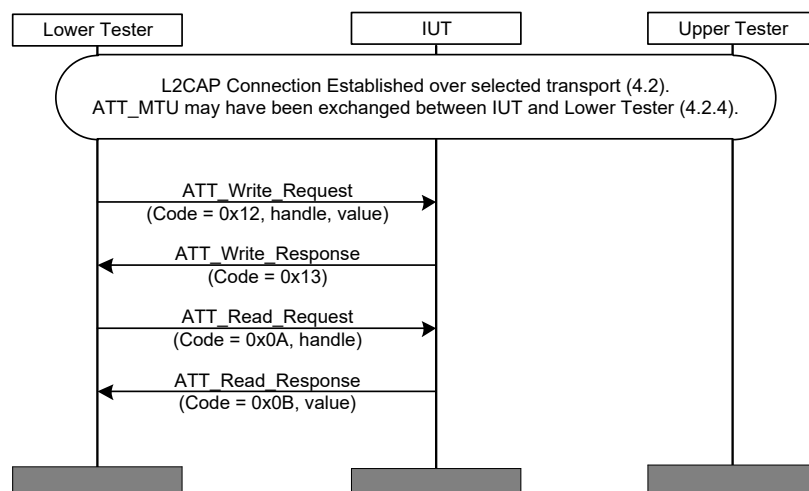 Lower Tester
IUT
Upper Tester
L2CAP Connection Established over selected transport (4.2).
ATT_MTU may have been exchanged between IUT and Lower Tester (4.2.4).
ATT_Write_Request
(Code = 0x12, handle, value)
ATT_Write_Response
(Code = 0x13)
ATT_Read_Request
(Code = 0x0A, handle)
ATT_Read_Response
(Code = 0x0B, value)